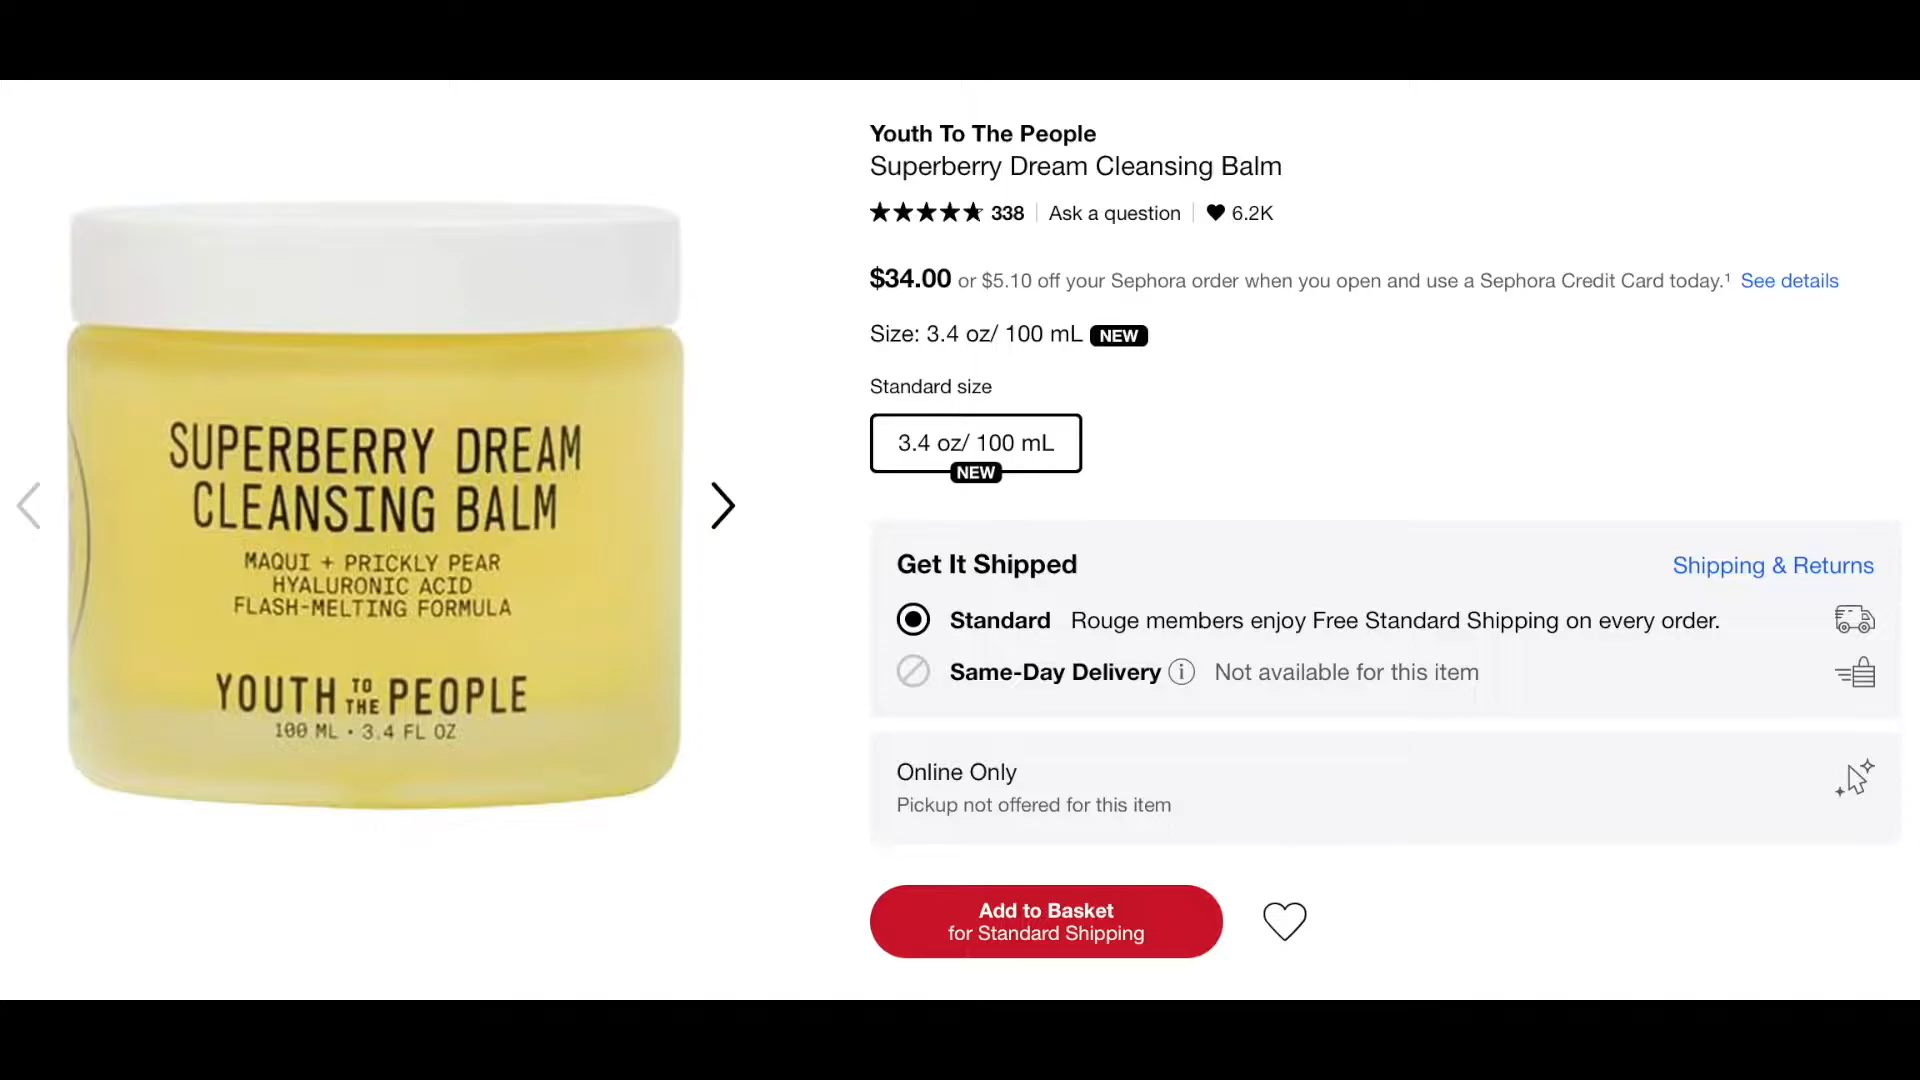 SUPERBERRY DREAM
CLEANSING BALM
MAQUI + PRICKLY PEAR
HYALURONIC ACID
FLASH-MELTING FORMULA
YOUTH TO THE PEOPLE
100 ML • 3.4 FL OZ
Youth To The People
Superberry Dream Cleansing Balm
338 Ask a question 6.2K
$34.00 or $5.10 off your Sephora order when you open and use a Sephora Credit Card today.¹ See details
Size: 3.4 oz/ 100 mL NEW
Standard size
3.4 oz/ 100 mL
NEW
Get It Shipped Shipping & Returns
Standard Rouge members enjoy Free Standard Shipping on every order.
Same-Day Delivery Not available for this item
Online Only
Pickup not offered for this item
Add to Basket
for Standard Shipping